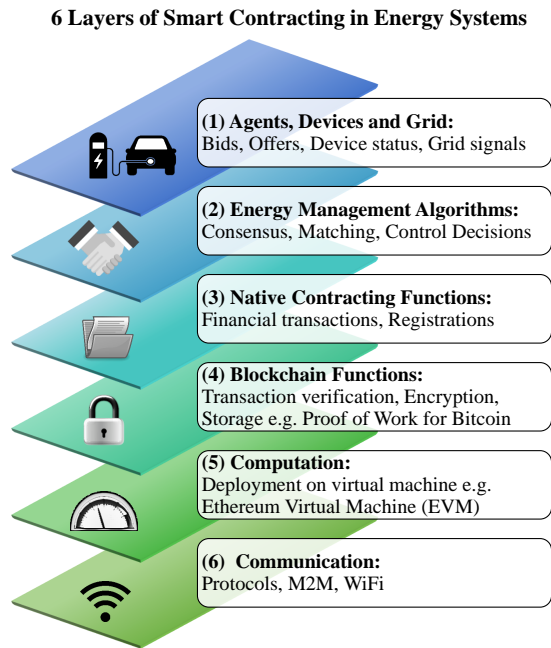 6 Layers of Smart Contracting in Energy Systems
(1) Agents, Devices and Grid:
Bids, Offers, Device status, Grid signals
(2) Energy Management Algorithms:
Consensus, Matching, Control Decisions
(3) Native Contracting Functions:
Financial transactions, Registrations
(4) Blockchain Functions:
Transaction verification, Encryption,
Storage e.g. Proof of Work for Bitcoin
(5) Computation:
Deployment on virtual machine e.g.
Ethereum Virtual Machine (EVM)
(6) Communication:
Protocols, M2M, WiFi